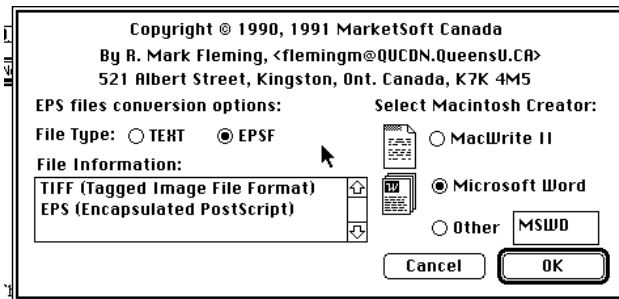 Copyright © 1990, 1991 MarketSoft Canada
By R. Mark Fleming, <flemingm@QUCDN.QueensU.CA>
521 Albert Street, Kingston, Ont. Canada, K7K 4M5
EPS files conversion options:
File Type: TEXT EPSF
File Information:
TIFF (Tagged Image File Format)
EPS (Encapsulated PostScript)
Select Macintosh Creator:
MacWrite II
Microsoft Word
Other MSWD
Cancel OK